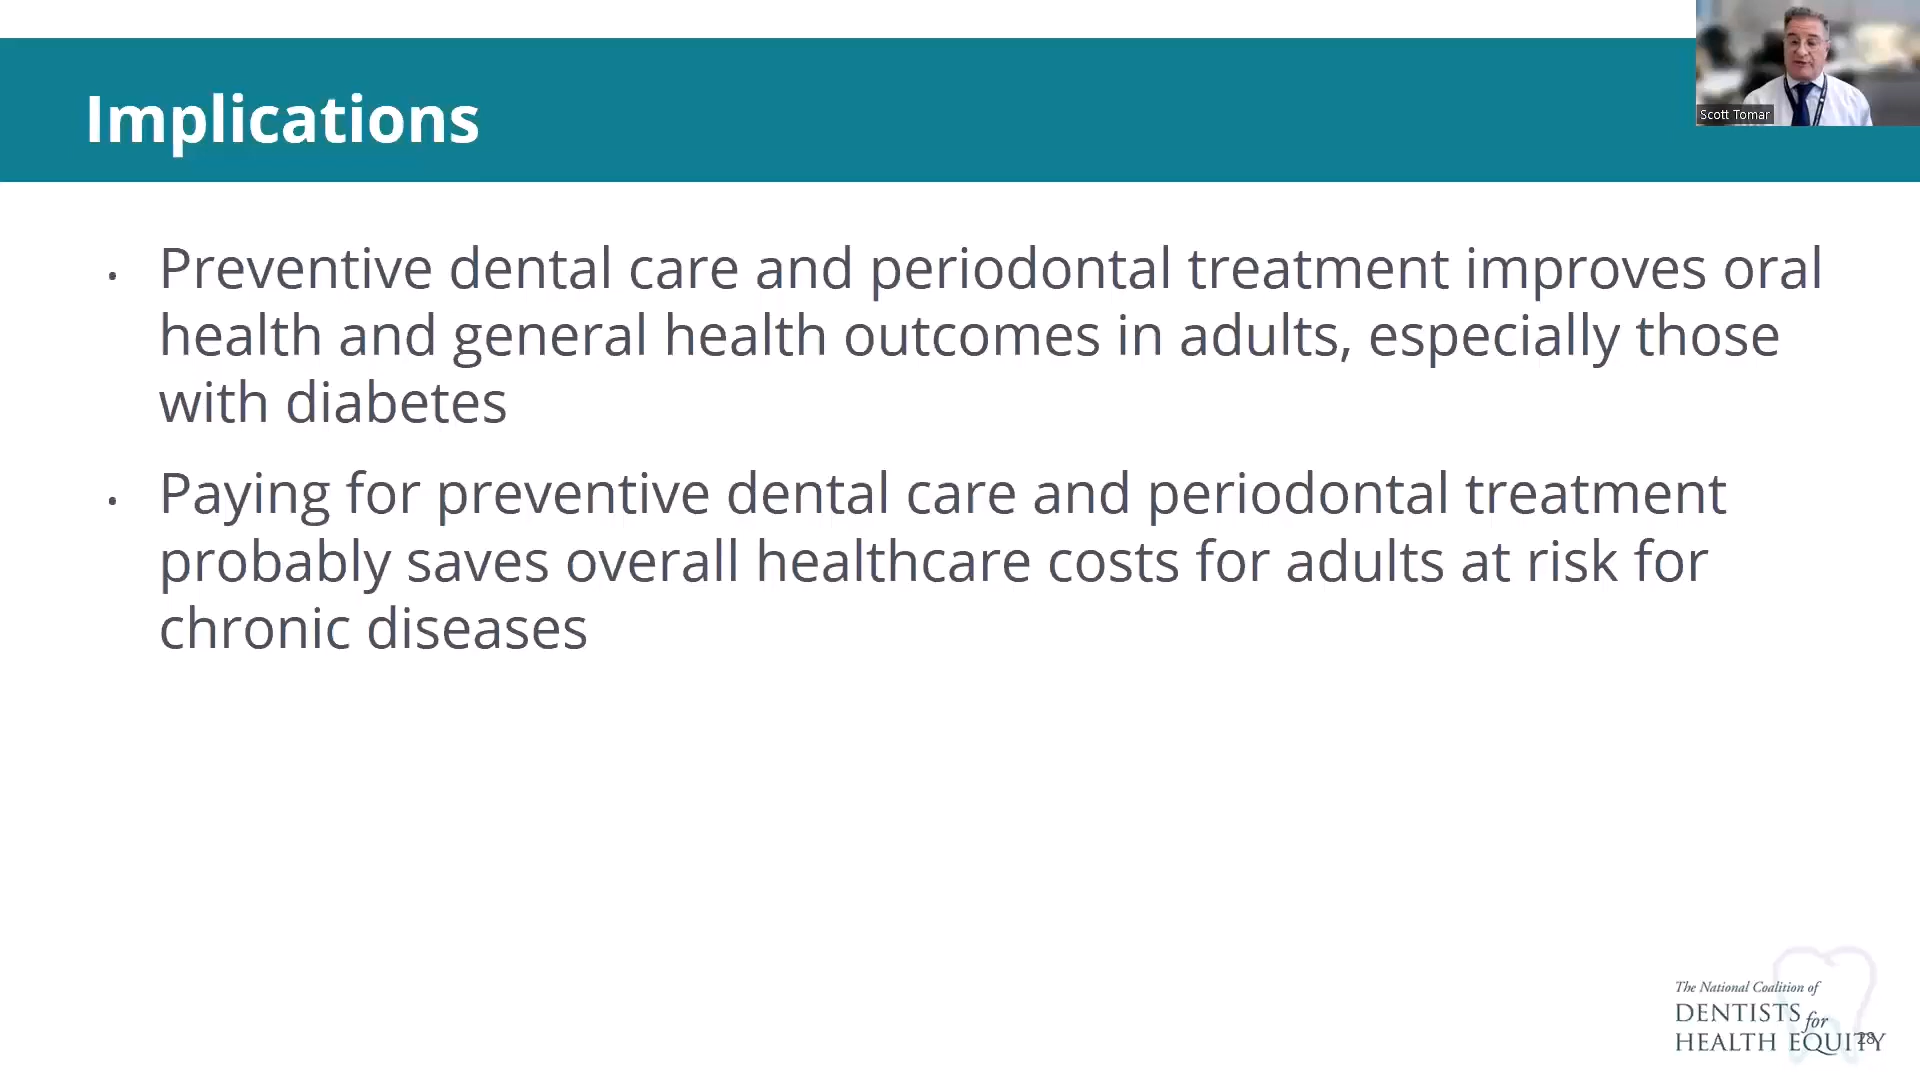 Implications
Scott Tomar
• Preventive dental care and periodontal treatment improves oral
health and general health outcomes in adults, especially those
with diabetes
• Paying for preventive dental care and periodontal treatment
probably saves overall healthcare costs for adults at risk for
chronic diseases
The National Coalition of
DENTISTS for
HEALTH EQUITY
28